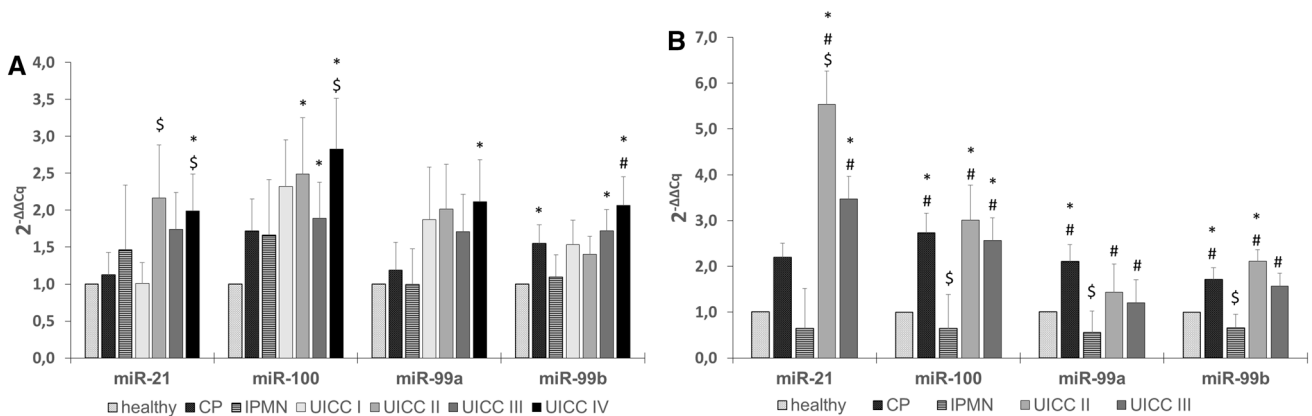 A
2-ΔΔCq
4,0
3,5
3,0
2,5
2,0
1,5
1,0
0,5
0,0
$ * $
* * * $
*
* * * #
miR-21 miR-100 miR-99a miR-99b
healthy CP IPMN UICC I UICC II UICC III UICC IV
B
2-ΔΔCq
7,0
6,0
5,0
4,0
3,0
2,0
1,0
0,0
* # $ * #
* # $ * # * #
* # $ # #
* # $ * # #
miR-21 miR-100 miR-99a miR-99b
healthy CP IPMN UICC II UICC III